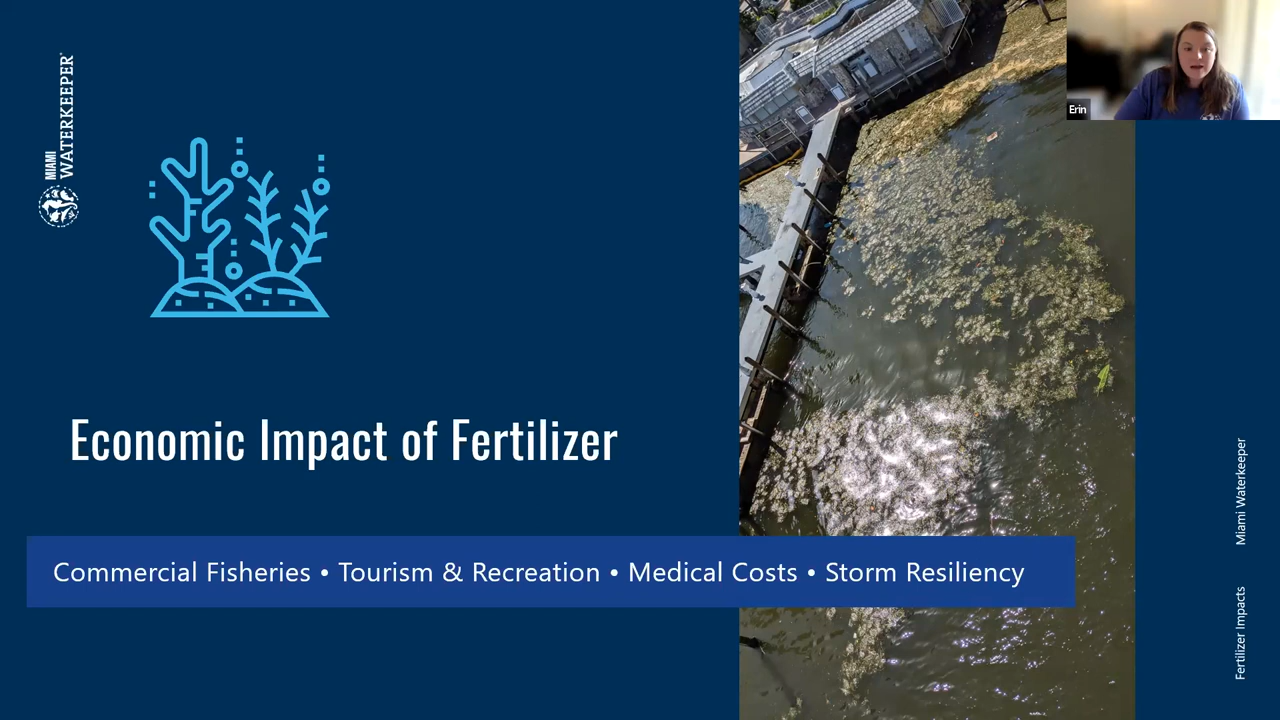 MIAMI
WATERKEEPER
Erin
Economic Impact of Fertilizer
Commercial Fisheries • Tourism & Recreation • Medical Costs • Storm Resiliency
Miami Waterkeeper
Fertilizer Impacts